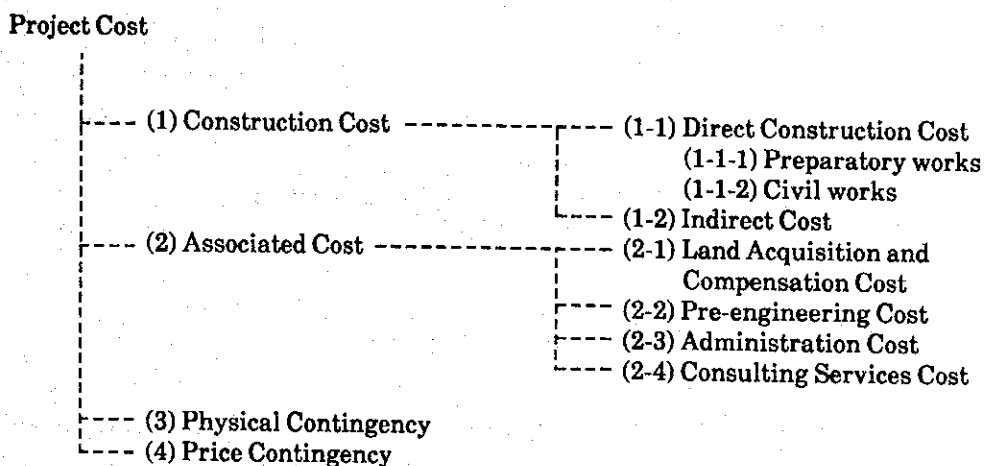 Project Cost
(1) Construction Cost (1-1) Direct Construction Cost
(1-1-1) Preparatory works
(1-1-2) Civil works
(1-2) Indirect Cost
(2) Associated Cost (2-1) Land Acquisition and
Compensation Cost
(2-2) Pre-engineering Cost
(2-3) Administration Cost
(2-4) Consulting Services Cost
(3) Physical Contingency
(4) Price Contingency